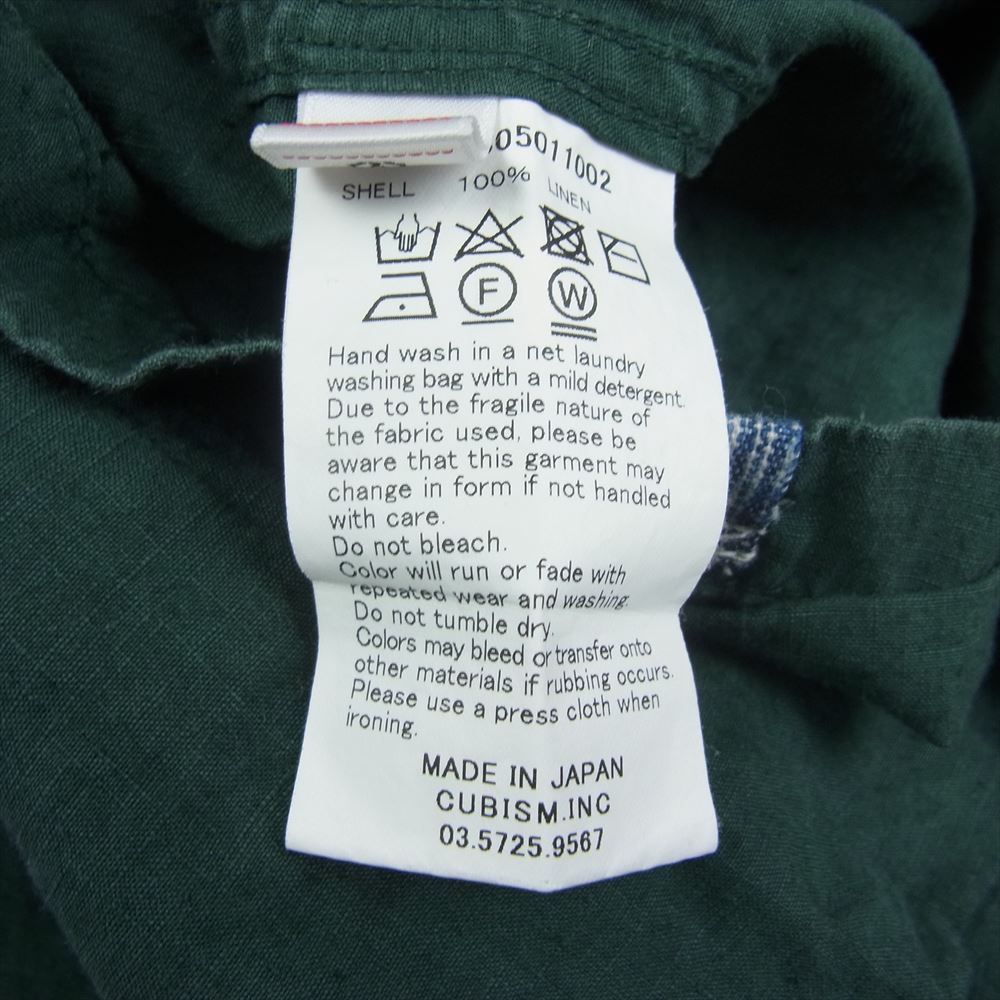 05011002
SHELL 100% LINEN
F W
Hand wash in a net laundry
washing bag with a mild detergent.
Due to the fragile nature of
the fabric used, please be
aware that this garment may
change in form if not handled
with care.
Do not bleach.
Color will run or fade with
repeated wear and washing.
Do not tumble dry.
Colors may bleed or transfer onto
other materials if rubbing occurs.
Please use a press cloth when
ironing.
MADE IN JAPAN
CUBISM.INC
03.5725.9567